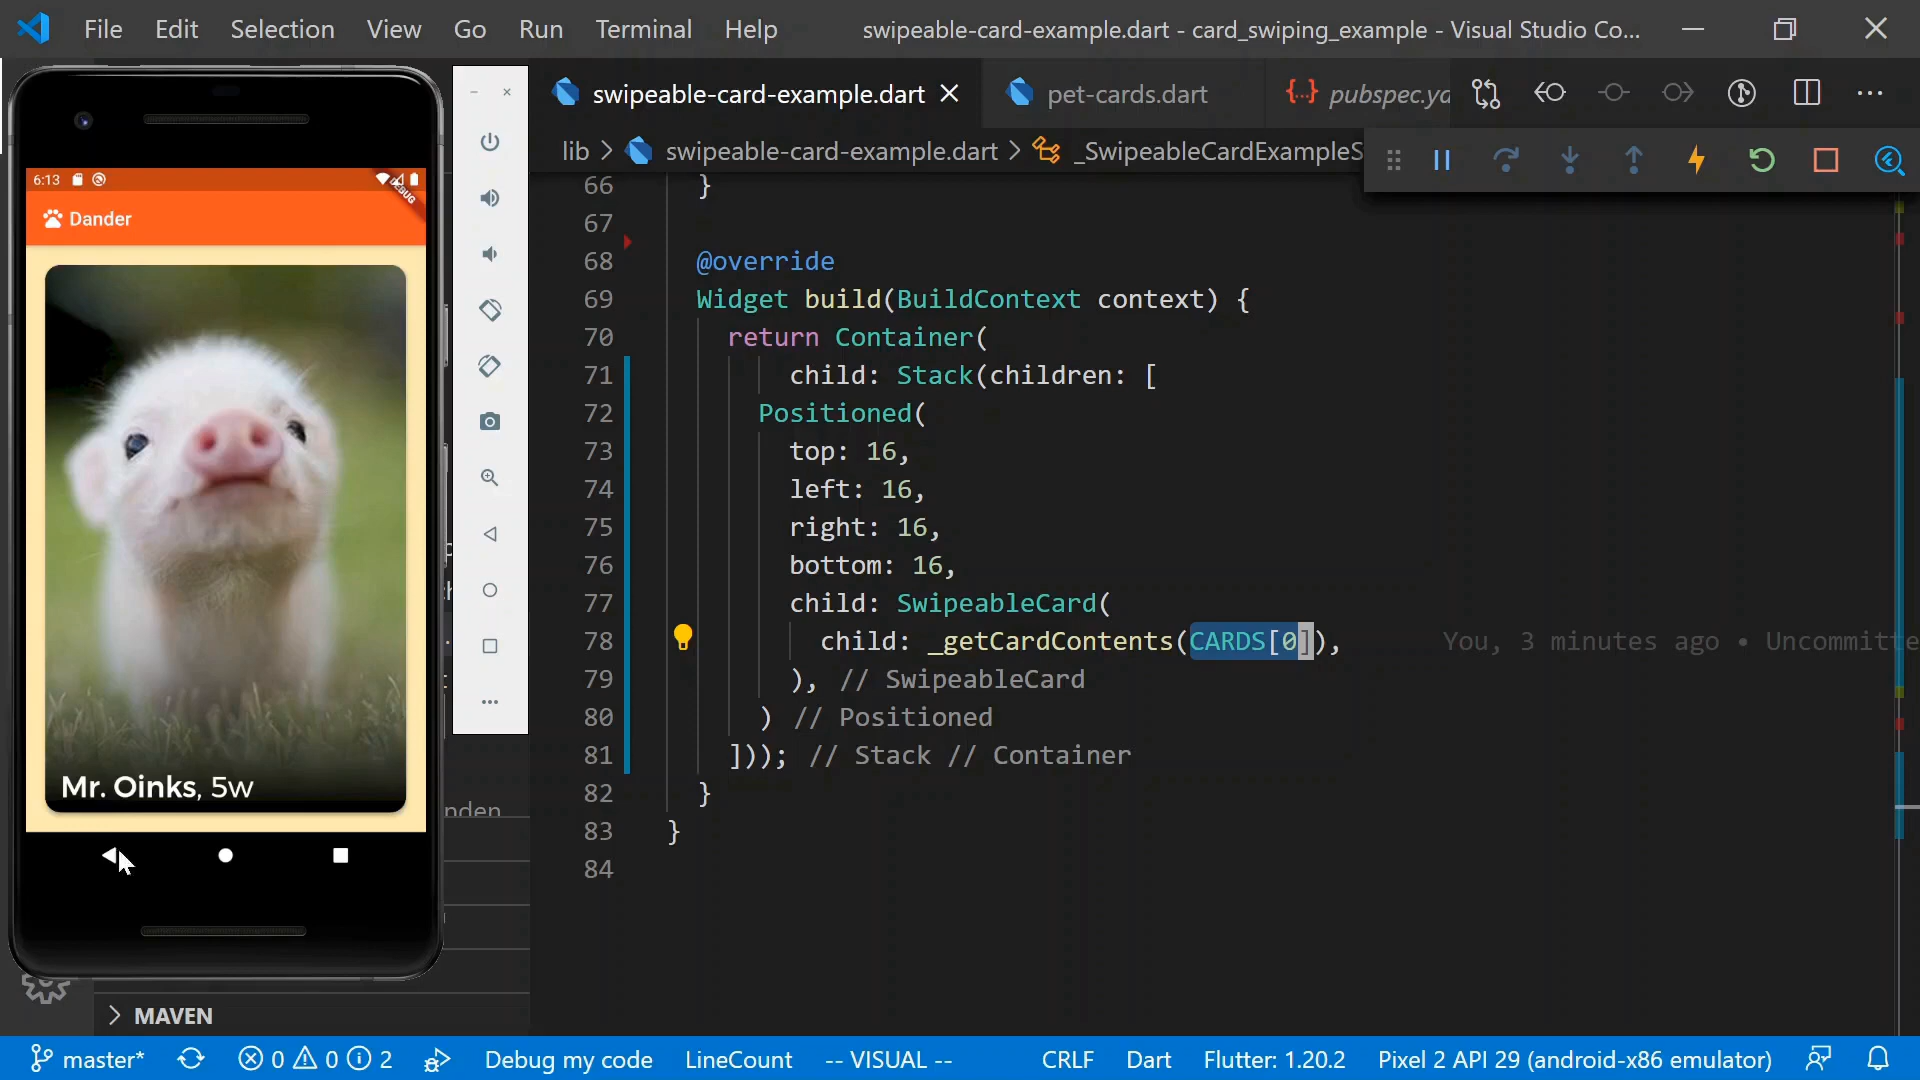 File Edit Selection View Go Run Terminal Help swipeable-card-example.dart - card_swiping_example - Visual Studio Co...
swipeable-card-example.dart pet-cards.dart pubspec.ya
lib > swipeable-card-example.dart > _SwipeableCardExampleS
6:13 DEBUG
Dander
Mr. Oinks, 5w
66 }
67
68 @override
69 Widget build(BuildContext context) {
70 return Container(
71 child: Stack(children: [
72 Positioned(
73 top: 16,
74 left: 16,
75 right: 16,
76 bottom: 16,
77 child: SwipeableCard(
78 child: _getCardContents(CARDS[0]), You, 3 minutes ago • Uncommitte
79 ), // SwipeableCard
80 ) // Positioned
81 ])); // Stack // Container
82 }
83 }
84
nden
> MAVEN
master* 0 0 2 Debug my code LineCount -- VISUAL -- CRLF Dart Flutter: 1.20.2 Pixel 2 API 29 (android-x86 emulator)